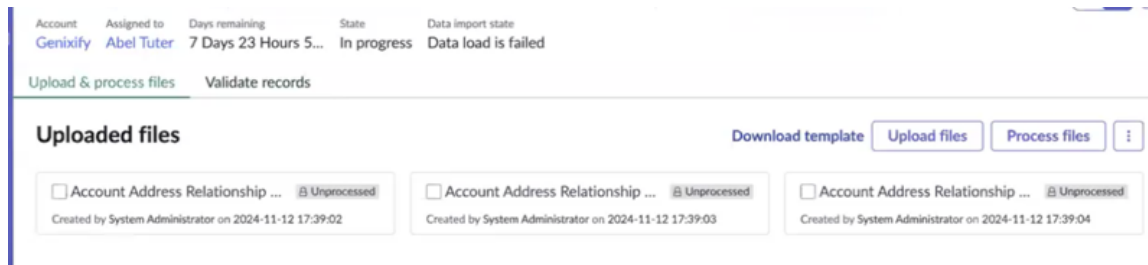 Account Assigned to Days remaining State Data import state
Genixify Abel Tuter 7 Days 23 Hours 5... In progress Data load is failed
Upload & process files Validate records
Uploaded files Download template Upload files Process files
Account Address Relationship ... Unprocessed Account Address Relationship ... Unprocessed Account Address Relationship ... Unprocessed
Created by System Administrator on 2024-11-12 17:39:02 Created by System Administrator on 2024-11-12 17:39:03 Created by System Administrator on 2024-11-12 17:39:04